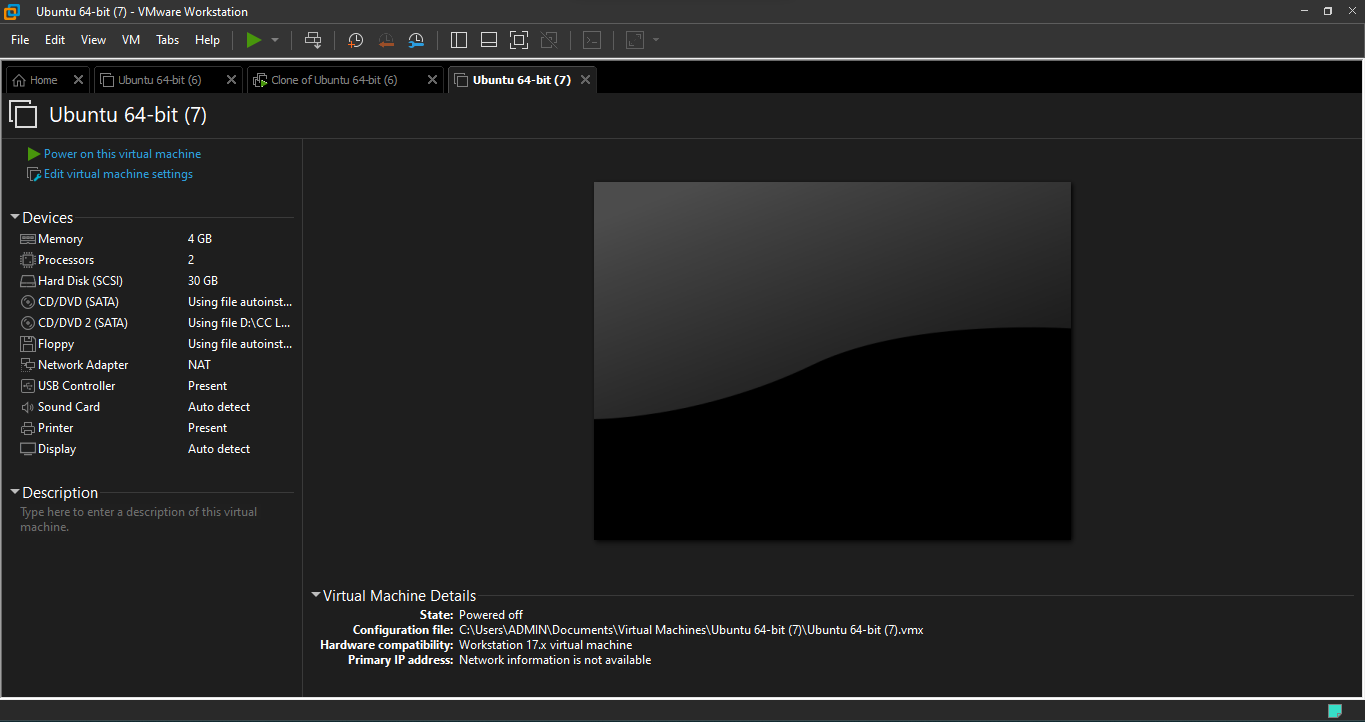 Ubuntu 64-bit (7) - VMware Workstation
File Edit View VM Tabs Help
Home Ubuntu 64-bit (6) Clone of Ubuntu 64-bit (6) Ubuntu 64-bit (7)
Ubuntu 64-bit (7)
Power on this virtual machine
Edit virtual machine settings
Devices
Memory 4 GB
Processors 2
Hard Disk (SCSI) 30 GB
CD/DVD (SATA) Using file autoinst...
CD/DVD 2 (SATA) Using file D:\CC L...
Floppy Using file autoinst...
Network Adapter NAT
USB Controller Present
Sound Card Auto detect
Printer Present
Display Auto detect
Description
Type here to enter a description of this virtual
machine.
Virtual Machine Details
State: Powered off
Configuration file: C:\Users\ADMIN\Documents\Virtual Machines\Ubuntu 64-bit (7)\Ubuntu 64-bit (7).vmx
Hardware compatibility: Workstation 17.x virtual machine
Primary IP address: Network information is not available